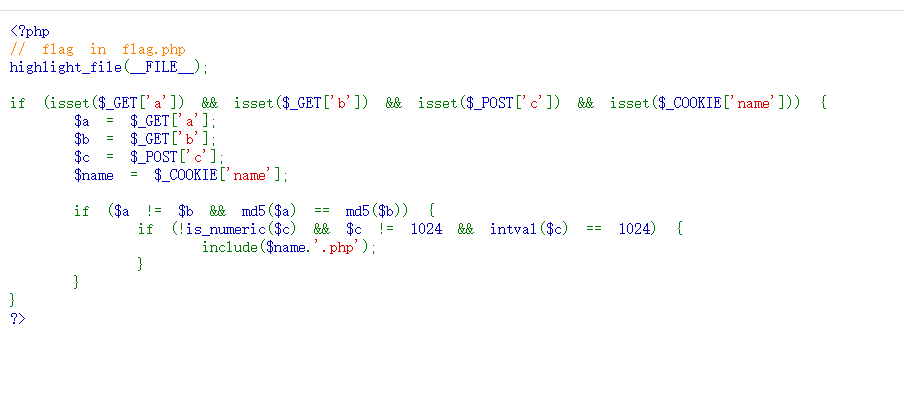 <?php
// flag in flag.php
highlight_file(__FILE__);
if (isset($_GET['a']) && isset($_GET['b']) && isset($_POST['c']) && isset($_COOKIE['name'])) {
$a = $_GET['a'];
$b = $_GET['b'];
$c = $_POST['c'];
$name = $_COOKIE['name'];
if ($a != $b && md5($a) == md5($b)) {
if (!is_numeric($c) && $c != 1024 && intval($c) == 1024) {
include($name.'.php');
}
}
}
?>